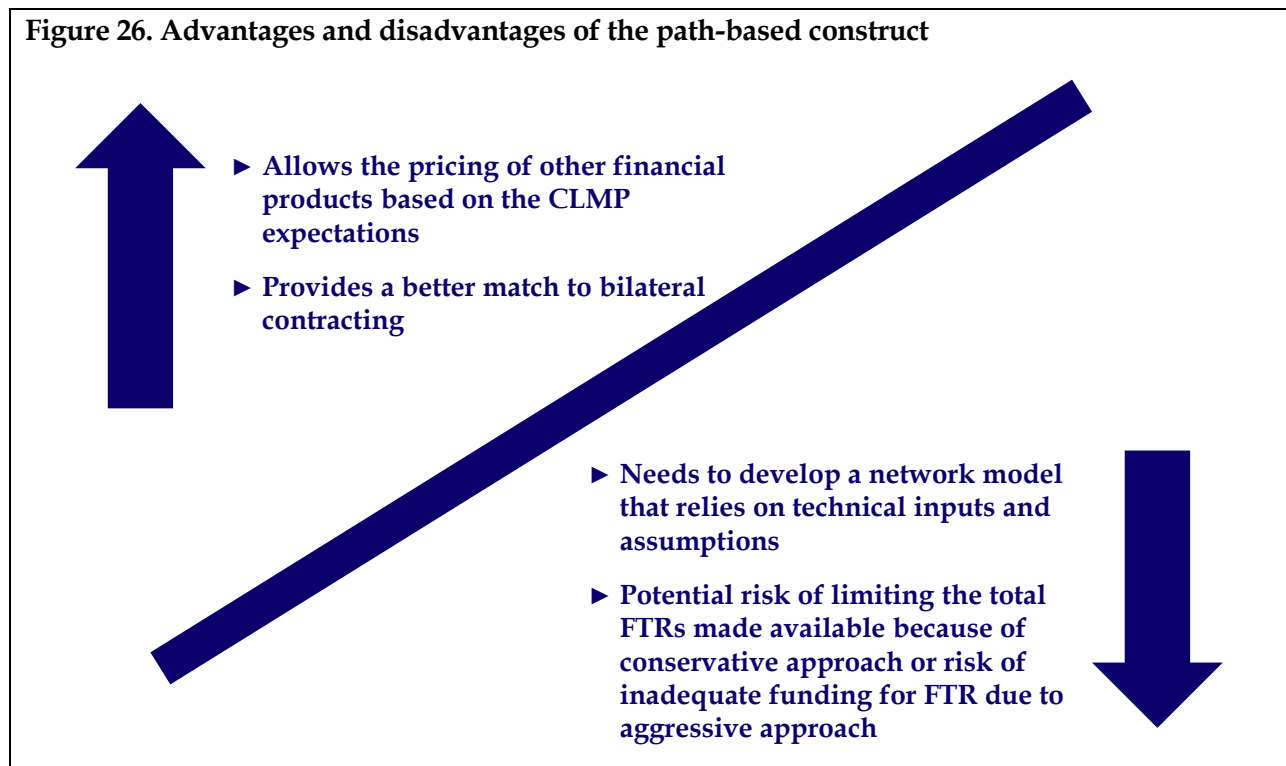 Figure 26. Advantages and disadvantages of the path-based construct
► Allows the pricing of other financial
products based on the CLMP
expectations
► Provides a better match to bilateral
contracting
► Needs to develop a network model
that relies on technical inputs and
assumptions
► Potential risk of limiting the total
FTRs made available because of
conservative approach or risk of
inadequate funding for FTR due to
aggressive approach